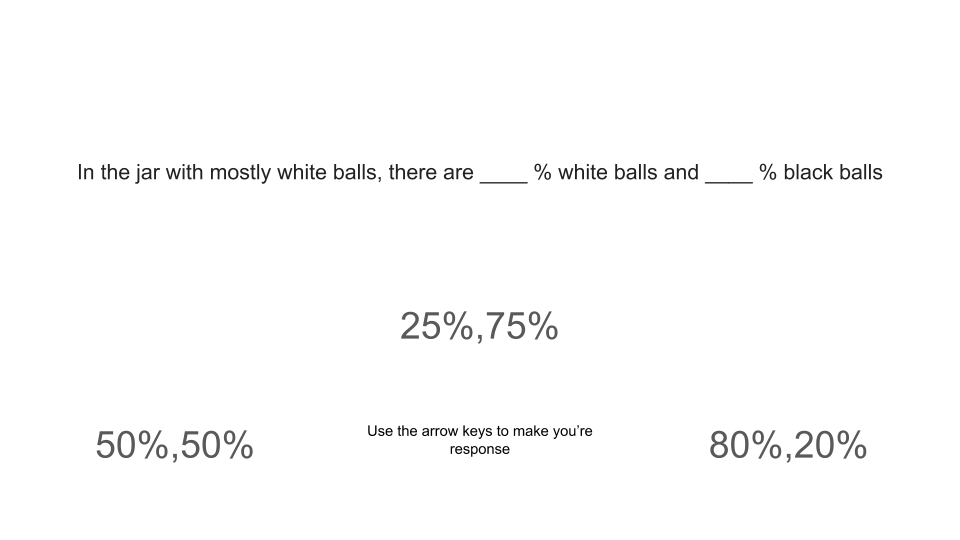 In the jar with mostly white balls, there are ____ % white balls and ____ % black balls
25%,75%
50%,50%
Use the arrow keys to make you’re
response
80%,20%